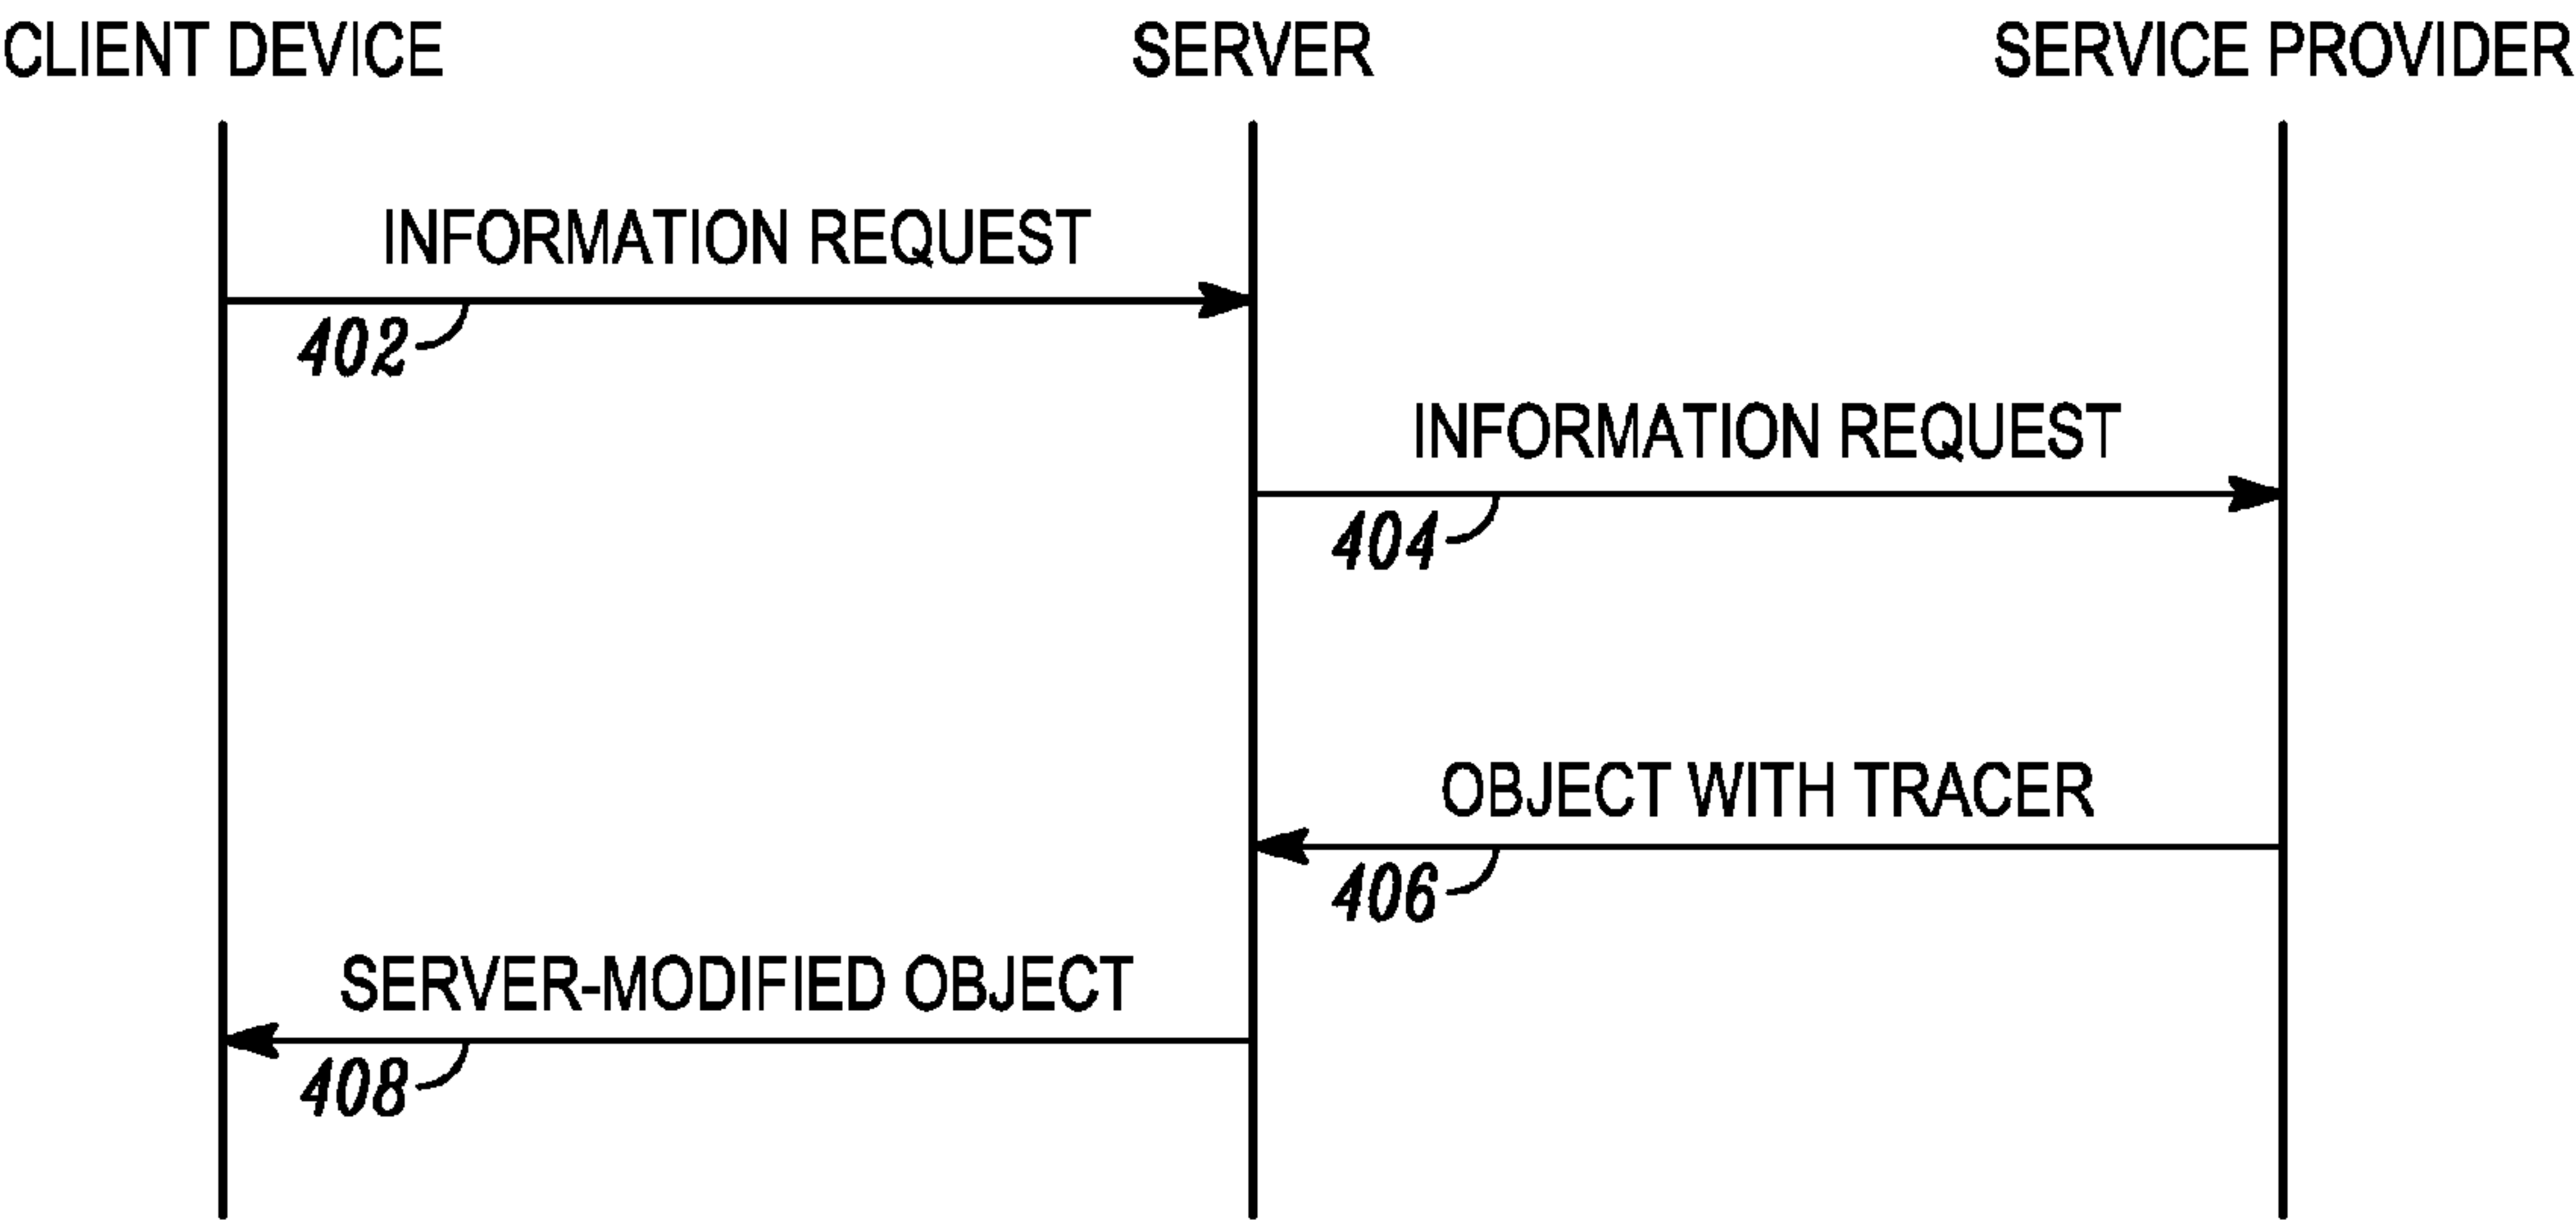 CLIENT DEVICE
SERVER
SERVICE PROVIDER
INFORMATION REQUEST
402
INFORMATION REQUEST
404
OBJECT WITH TRACER
406
SERVER-MODIFIED OBJECT
408